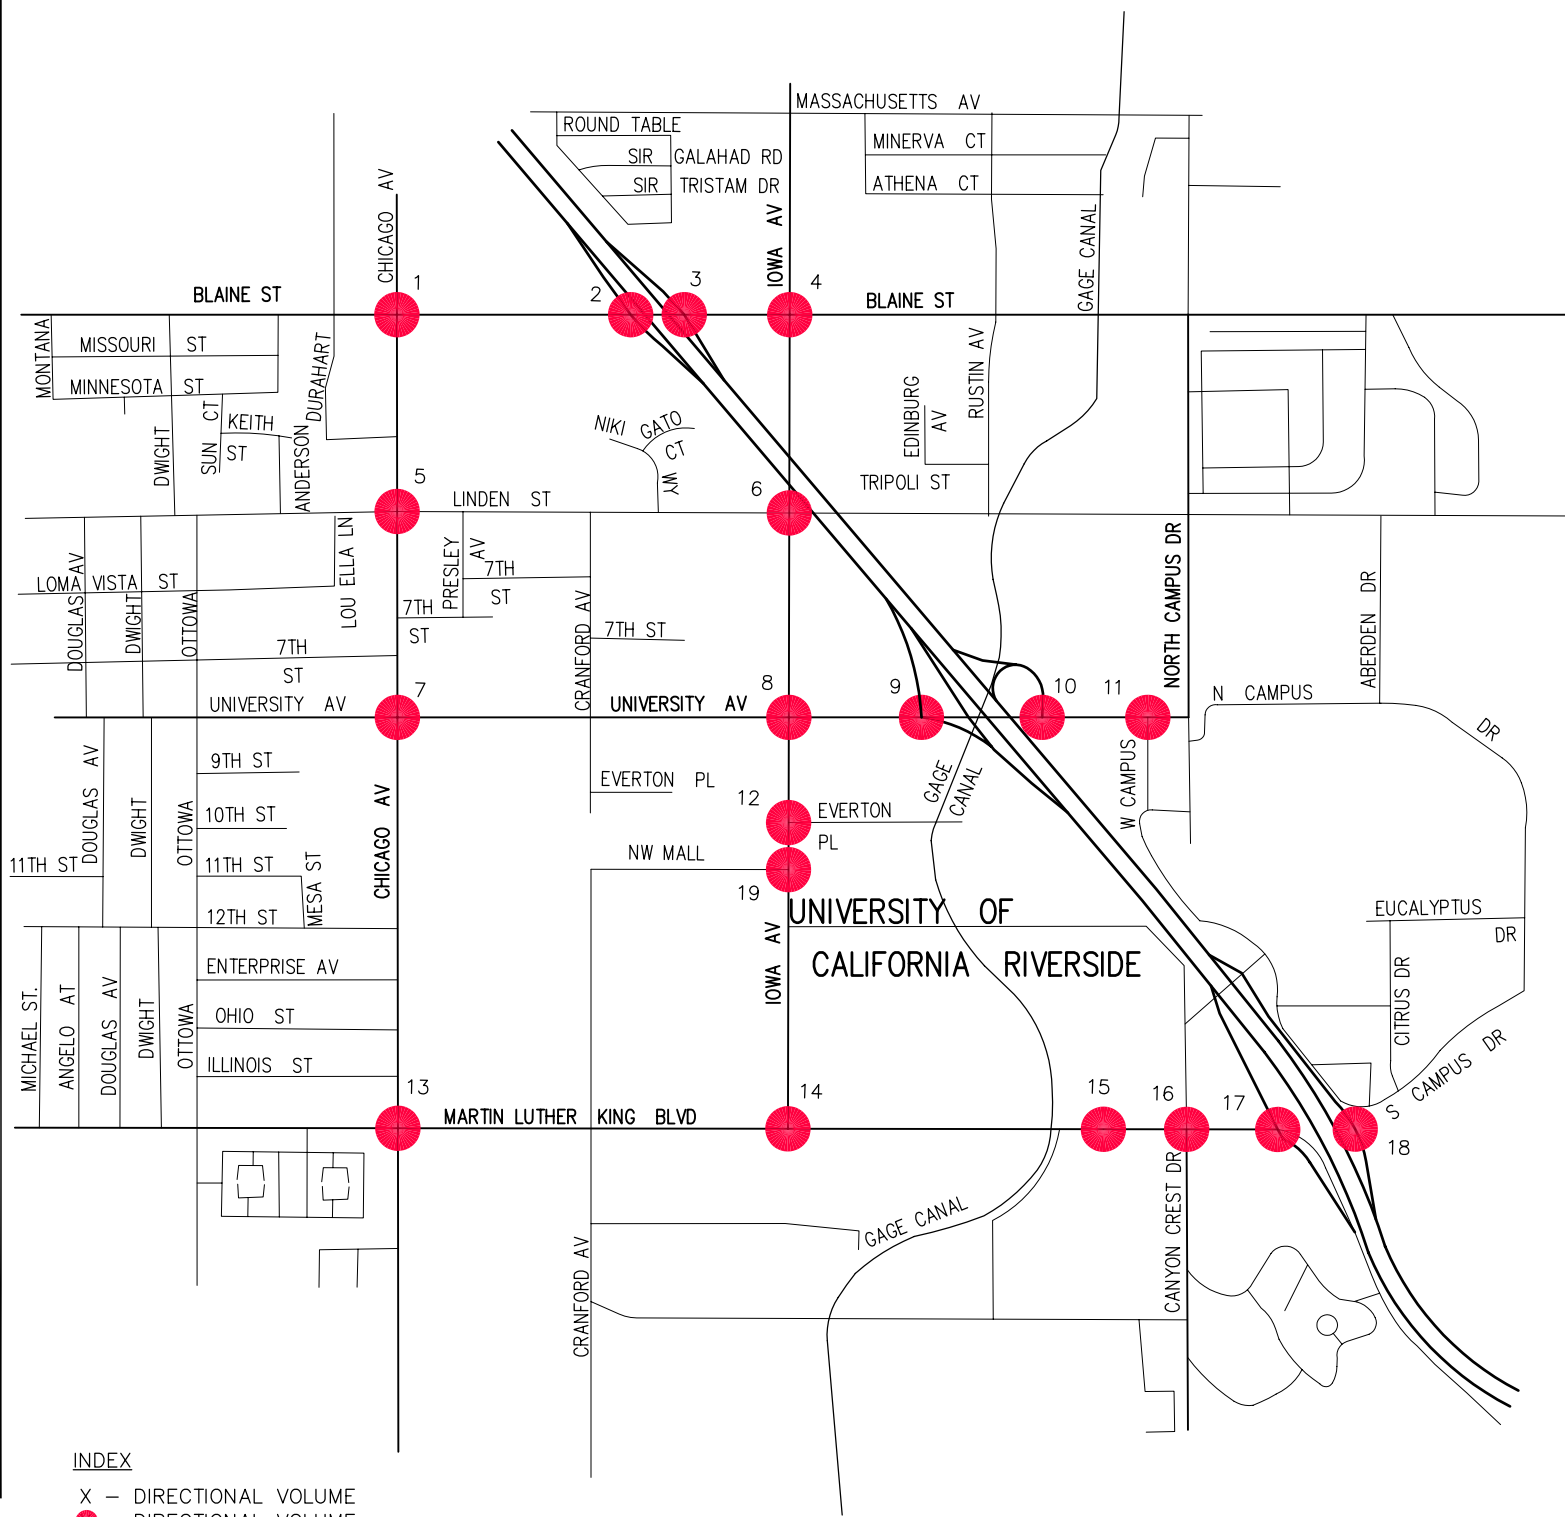 MASSACHUSETTS AV
ROUND TABLE
MINERVA CT
SIR GALAHAD RD
SIR TRISTAM DR
ATHENA CT
CHICAGO AV
IOWA AV
GAGE CANAL
BLAINE ST
1
2
3
4
BLAINE ST
MONTANA
MISSOURI ST
MINNESOTA ST
DURAHART
RUSTIN AV
EDINBURG AV
SUN CT
KEITH ST
DWIGHT
ANDERSON
NIKI GATO CT
WY
TRIPOLI ST
5
LINDEN ST
6
NORTH CAMPUS DR
LOU ELLA LN
PRESLEY AV
7TH ST
LOMA VISTA ST
DOUGLAS AV
DWIGHT
OTTOWA
7TH ST
CRANFORD AV
7TH ST
ABERDEN DR
7TH ST
7
8
9
10
11
N CAMPUS DR
UNIVERSITY AV
UNIVERSITY AV
9TH ST
DOUGLAS AV
DWIGHT
OTTOWA
EVERTON PL
GAGE CANAL
W CAMPUS
CHICAGO AV
12
EVERTON PL
10TH ST
11TH ST
11TH ST
MESA ST
NW MALL
19
12TH ST
UNIVERSITY OF
CALIFORNIA RIVERSIDE
EUCALYPTUS DR
IOWA AV
CITRUS DR
ENTERPRISE AV
MICHAEL ST.
ANGELO AT
DOUGLAS AV
DWIGHT
OTTOWA
OHIO ST
ILLINOIS ST
S CAMPUS DR
13
14
15
16
17
18
MARTIN LUTHER KING BLVD
CANYON CREST DR
GAGE CANAL
CRANFORD AV
INDEX
X - DIRECTIONAL VOLUME
DIRECTIONAL VOLUME